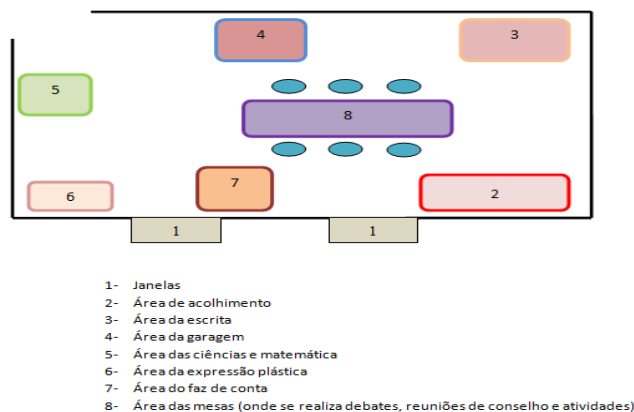 4
3
5
8
7
6
2
1
1
1- Janelas
2- Área de acolhimento
3- Área da escrita
4- Área da garagem
5- Área das ciências e matemática
6- Área da expressão plástica
7- Área do faz de conta
8- Área das mesas (onde se realiza debates, reuniões de conselho e atividades)